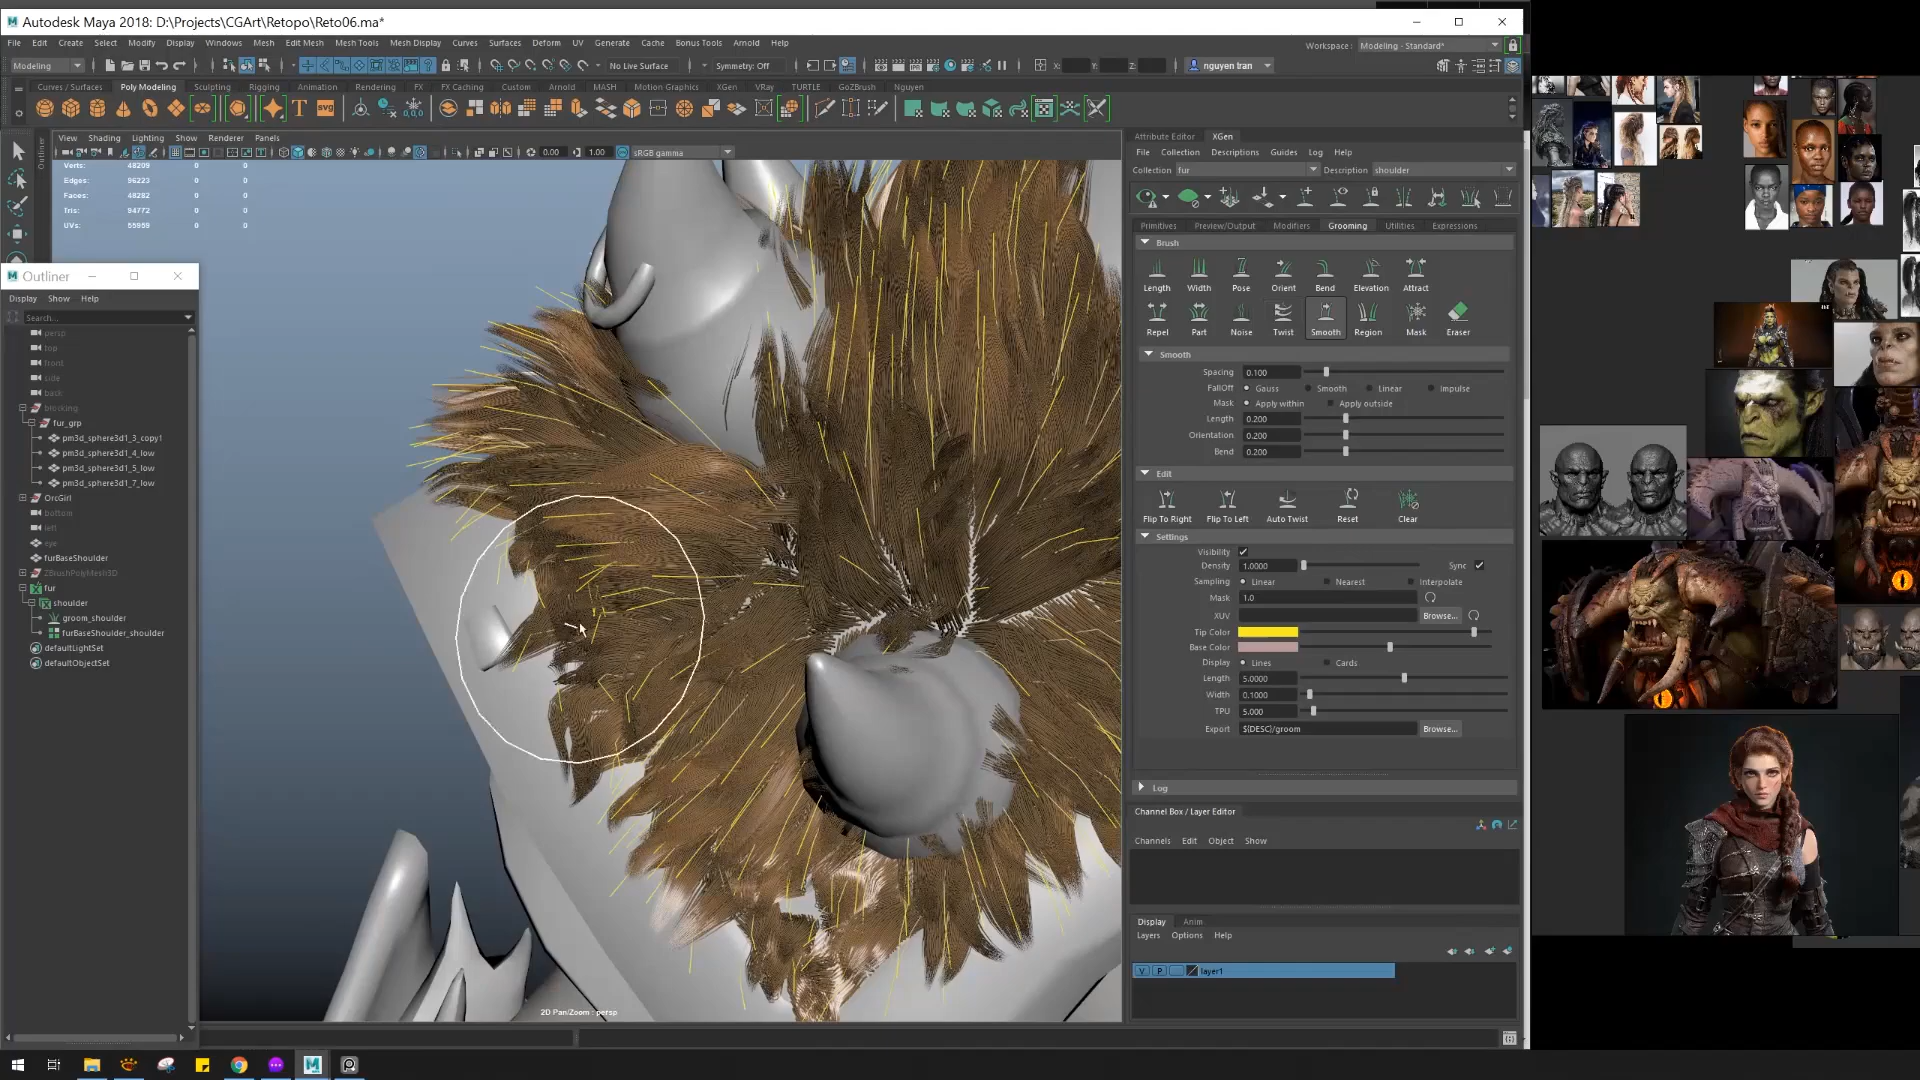 Autodesk Maya 2018: D:\Projects\CGArt\Retopo\Reto06.ma*
File Edit Create Select Modify Display Windows Mesh Edit Mesh Mesh Tools Mesh Display Curves Surfaces Deform UV Generate Cache Bonus Tools Arnold Help
Workspace: Modeling - Standard*
Modeling No Live Surface Symmetry: Off X: Y: Z: nguyen tran
Curves / Surfaces Poly Modeling Sculpting Rigging Animation Rendering FX FX Caching Custom Arnold MASH Motion Graphics XGen VRay TURTLE GoZBrush Nguyen
View Shading Lighting Show Renderer Panels
0.00 1.00 sRGB gamma
Verts: 48209 0 0
Edges: 96223 0 0
Faces: 48282 0 0
Tris: 94772 0 0
UVs: 55959 0 0
Outliner
Display Show Help
Search...
persp
top
front
side
back
blocking
fur_grp
pm3d_sphere3d1_3_copy1
pm3d_sphere3d1_4_low
pm3d_sphere3d1_5_low
pm3d_sphere3d1_7_low
OrcGirl
bottom
left
eye
furBaseShoulder
ZBrushPolyMesh3D
fur
shoulder
groom_shoulder
furBaseShoulder_shoulder
defaultLightSet
defaultObjectSet
2D Pan/Zoom : persp
Attribute Editor XGen
File Collection Descriptions Guides Log Help
Collection fur Description shoulder
Primitives Preview/Output Modifiers Grooming Utilities Expressions
Brush
Length Width Pose Orient Bend Elevation Attract
Repel Part Noise Twist Smooth Region Mask Eraser
Smooth
Spacing 0.100
FallOff Gauss Smooth Linear Impulse
Mask Apply within Apply outside
Length 0.200
Orientation 0.200
Bend 0.200
Edit
Flip To Right Flip To Left Auto Twist Reset Clear
Settings
Visibility
Density 1.0000 Sync
Sampling Linear Nearest Interpolate
Mask 1.0
XUV Browse...
Tip Color
Base Color
Display Lines Cards
Length 5.0000
Width 0.1000
TPU 5.000
Export ${DESC}/groom Browse...
Log
Channel Box / Layer Editor
Channels Edit Object Show
Display Anim
Layers Options Help
V P layer1